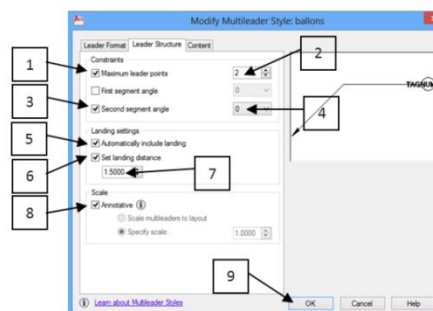 Modify Multileader Style: ballons
Leader Format Leader Structure Content
Constraints
1
Maximum leader points 2
2
First segment angle 0
3
Second segment angle 0
4
TAGNUM
Landing settings
5
Automatically include landing
6
Set landing distance
1.5000
7
Scale
8
Annotative
Scale multileaders to layout
Specify scale: 1.0000
9
Learn about Multileader Styles OK Cancel Help